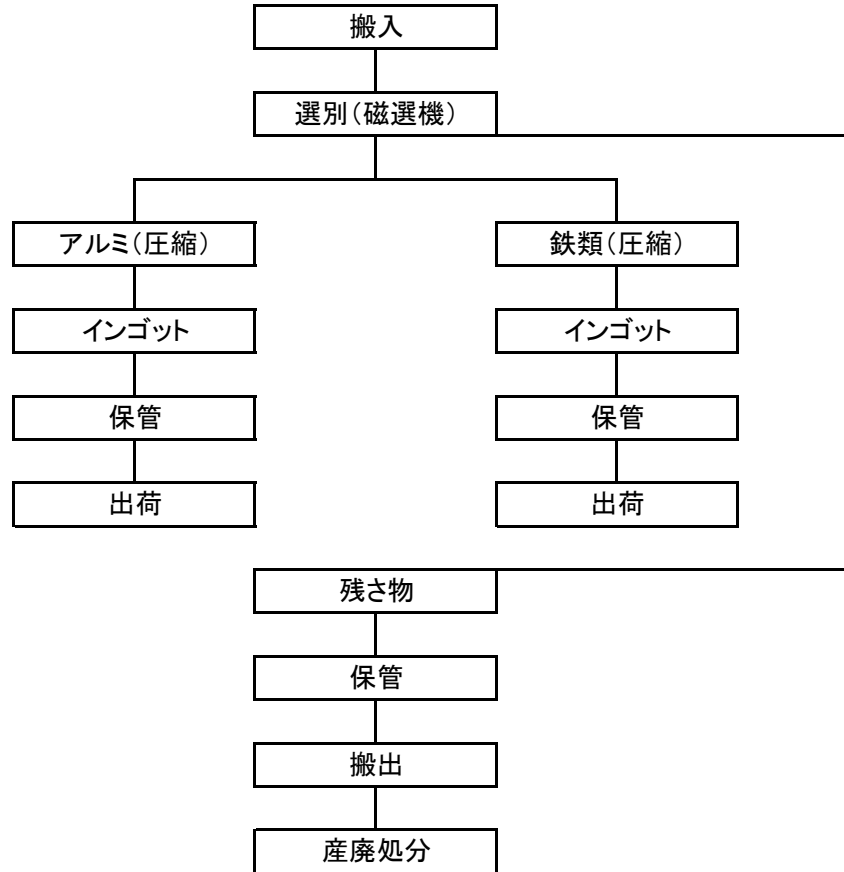 搬入
選別（磁選機）
アルミ（圧縮）
鉄類（圧縮）
インゴット
インゴット
保管
保管
出荷
出荷
残さ物
保管
搬出
産廃処分